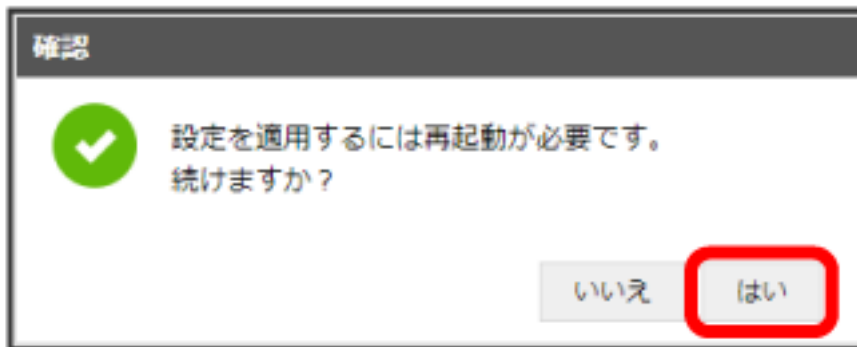 確認
設定を適用するには再起動が必要です。
続けますか？
いいえ
はい